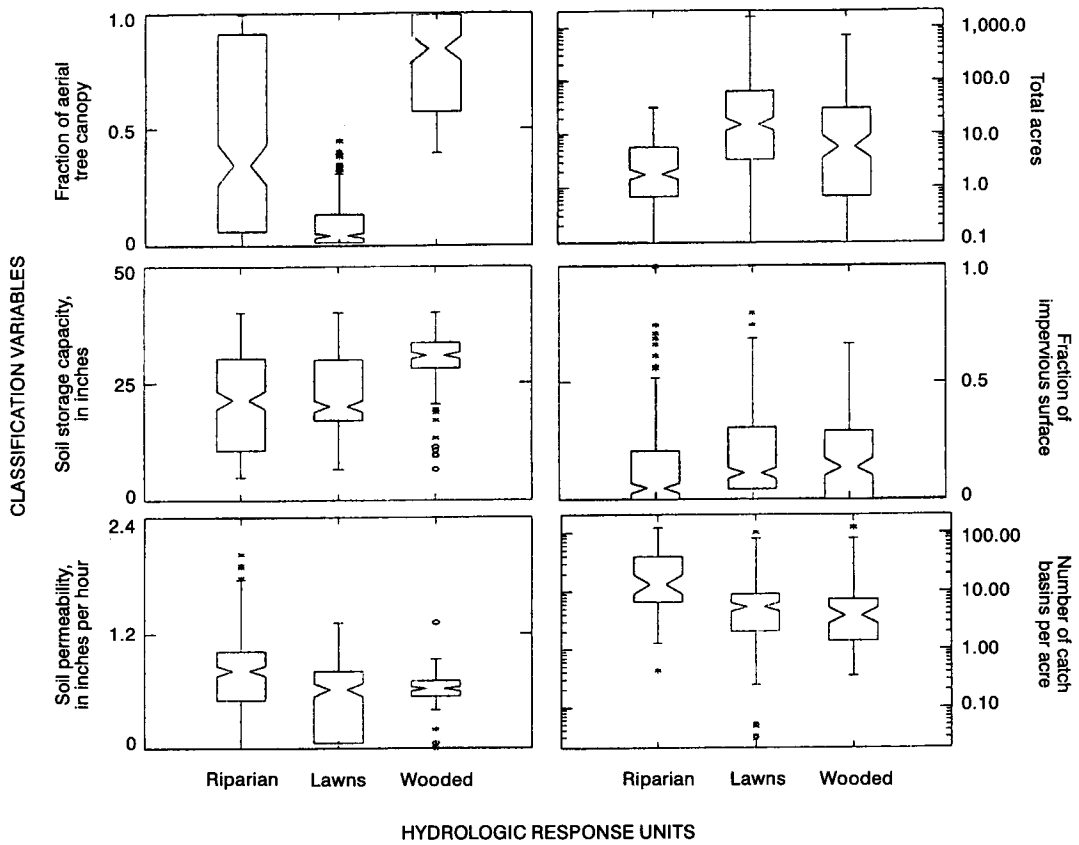 CLASSIFICATION VARIABLES
Fraction of aerial
tree canopy
1.0
0.5
0
Total acres
1,000.0
100.0
10.0
1.0
0.1
Soil storage capacity,
in inches
50
25
0
Fraction of
impervious surface
1.0
0.5
0
Soil permeability,
in inches per hour
2.4
1.2
0
Number of catch
basins per acre
100.00
10.00
1.00
0.10
Riparian Lawns Wooded
Riparian Lawns Wooded
HYDROLOGIC RESPONSE UNITS